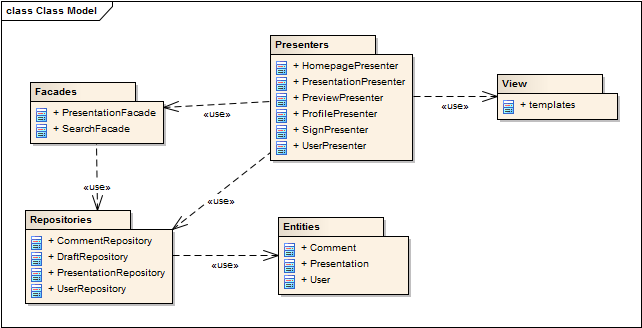 class Class Model
Presenters
+ HomepagePresenter
+ PresentationPresenter
+ PreviewPresenter
+ ProfilePresenter
+ SignPresenter
+ UserPresenter
View
+ templates
Facades
+ PresentationFacade
+ SearchFacade
«use»
«use»
«use»
«use»
Repositories
+ CommentRepository
+ DraftRepository
+ PresentationRepository
+ UserRepository
«use»
Entities
+ Comment
+ Presentation
+ User